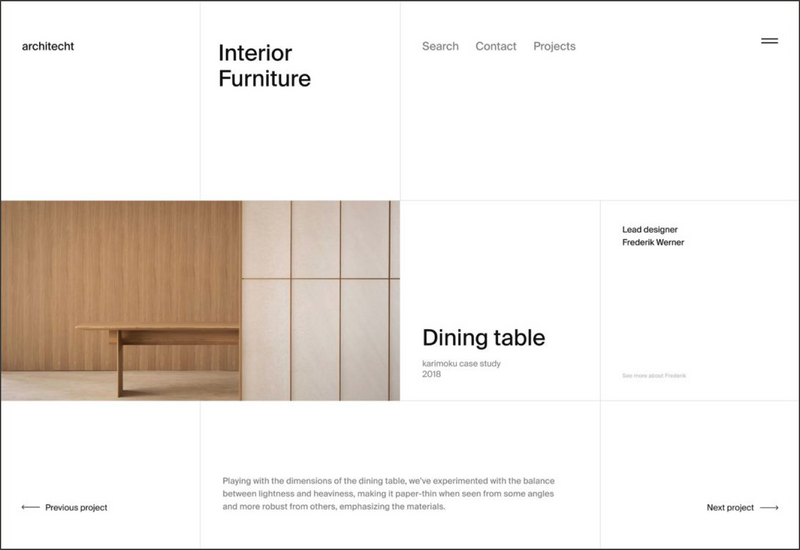 architecht
Interior
Furniture
Search Contact Projects
Lead designer
Frederik Werner
Dining table
karimoku case study
2018
See more about Frederik
Playing with the dimensions of the dining table, we've experimented with the balance
between lightness and heaviness, making it paper-thin when seen from some angles
and more robust from others, emphasizing the materials.
Previous project
Next project